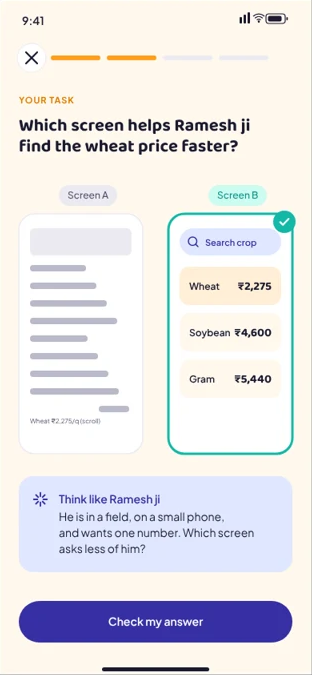 9:41
YOUR TASK
Which screen helps Ramesh ji
find the wheat price faster?
Screen A
Screen B
Wheat ₹2,275/q(scroll)
Search crop
Wheat ₹2,275
Soybean ₹4,600
Gram ₹5,440
Think like Ramesh ji
He is in a field, on a small phone,
and wants one number. Which screen
asks less of him?
Check my answer